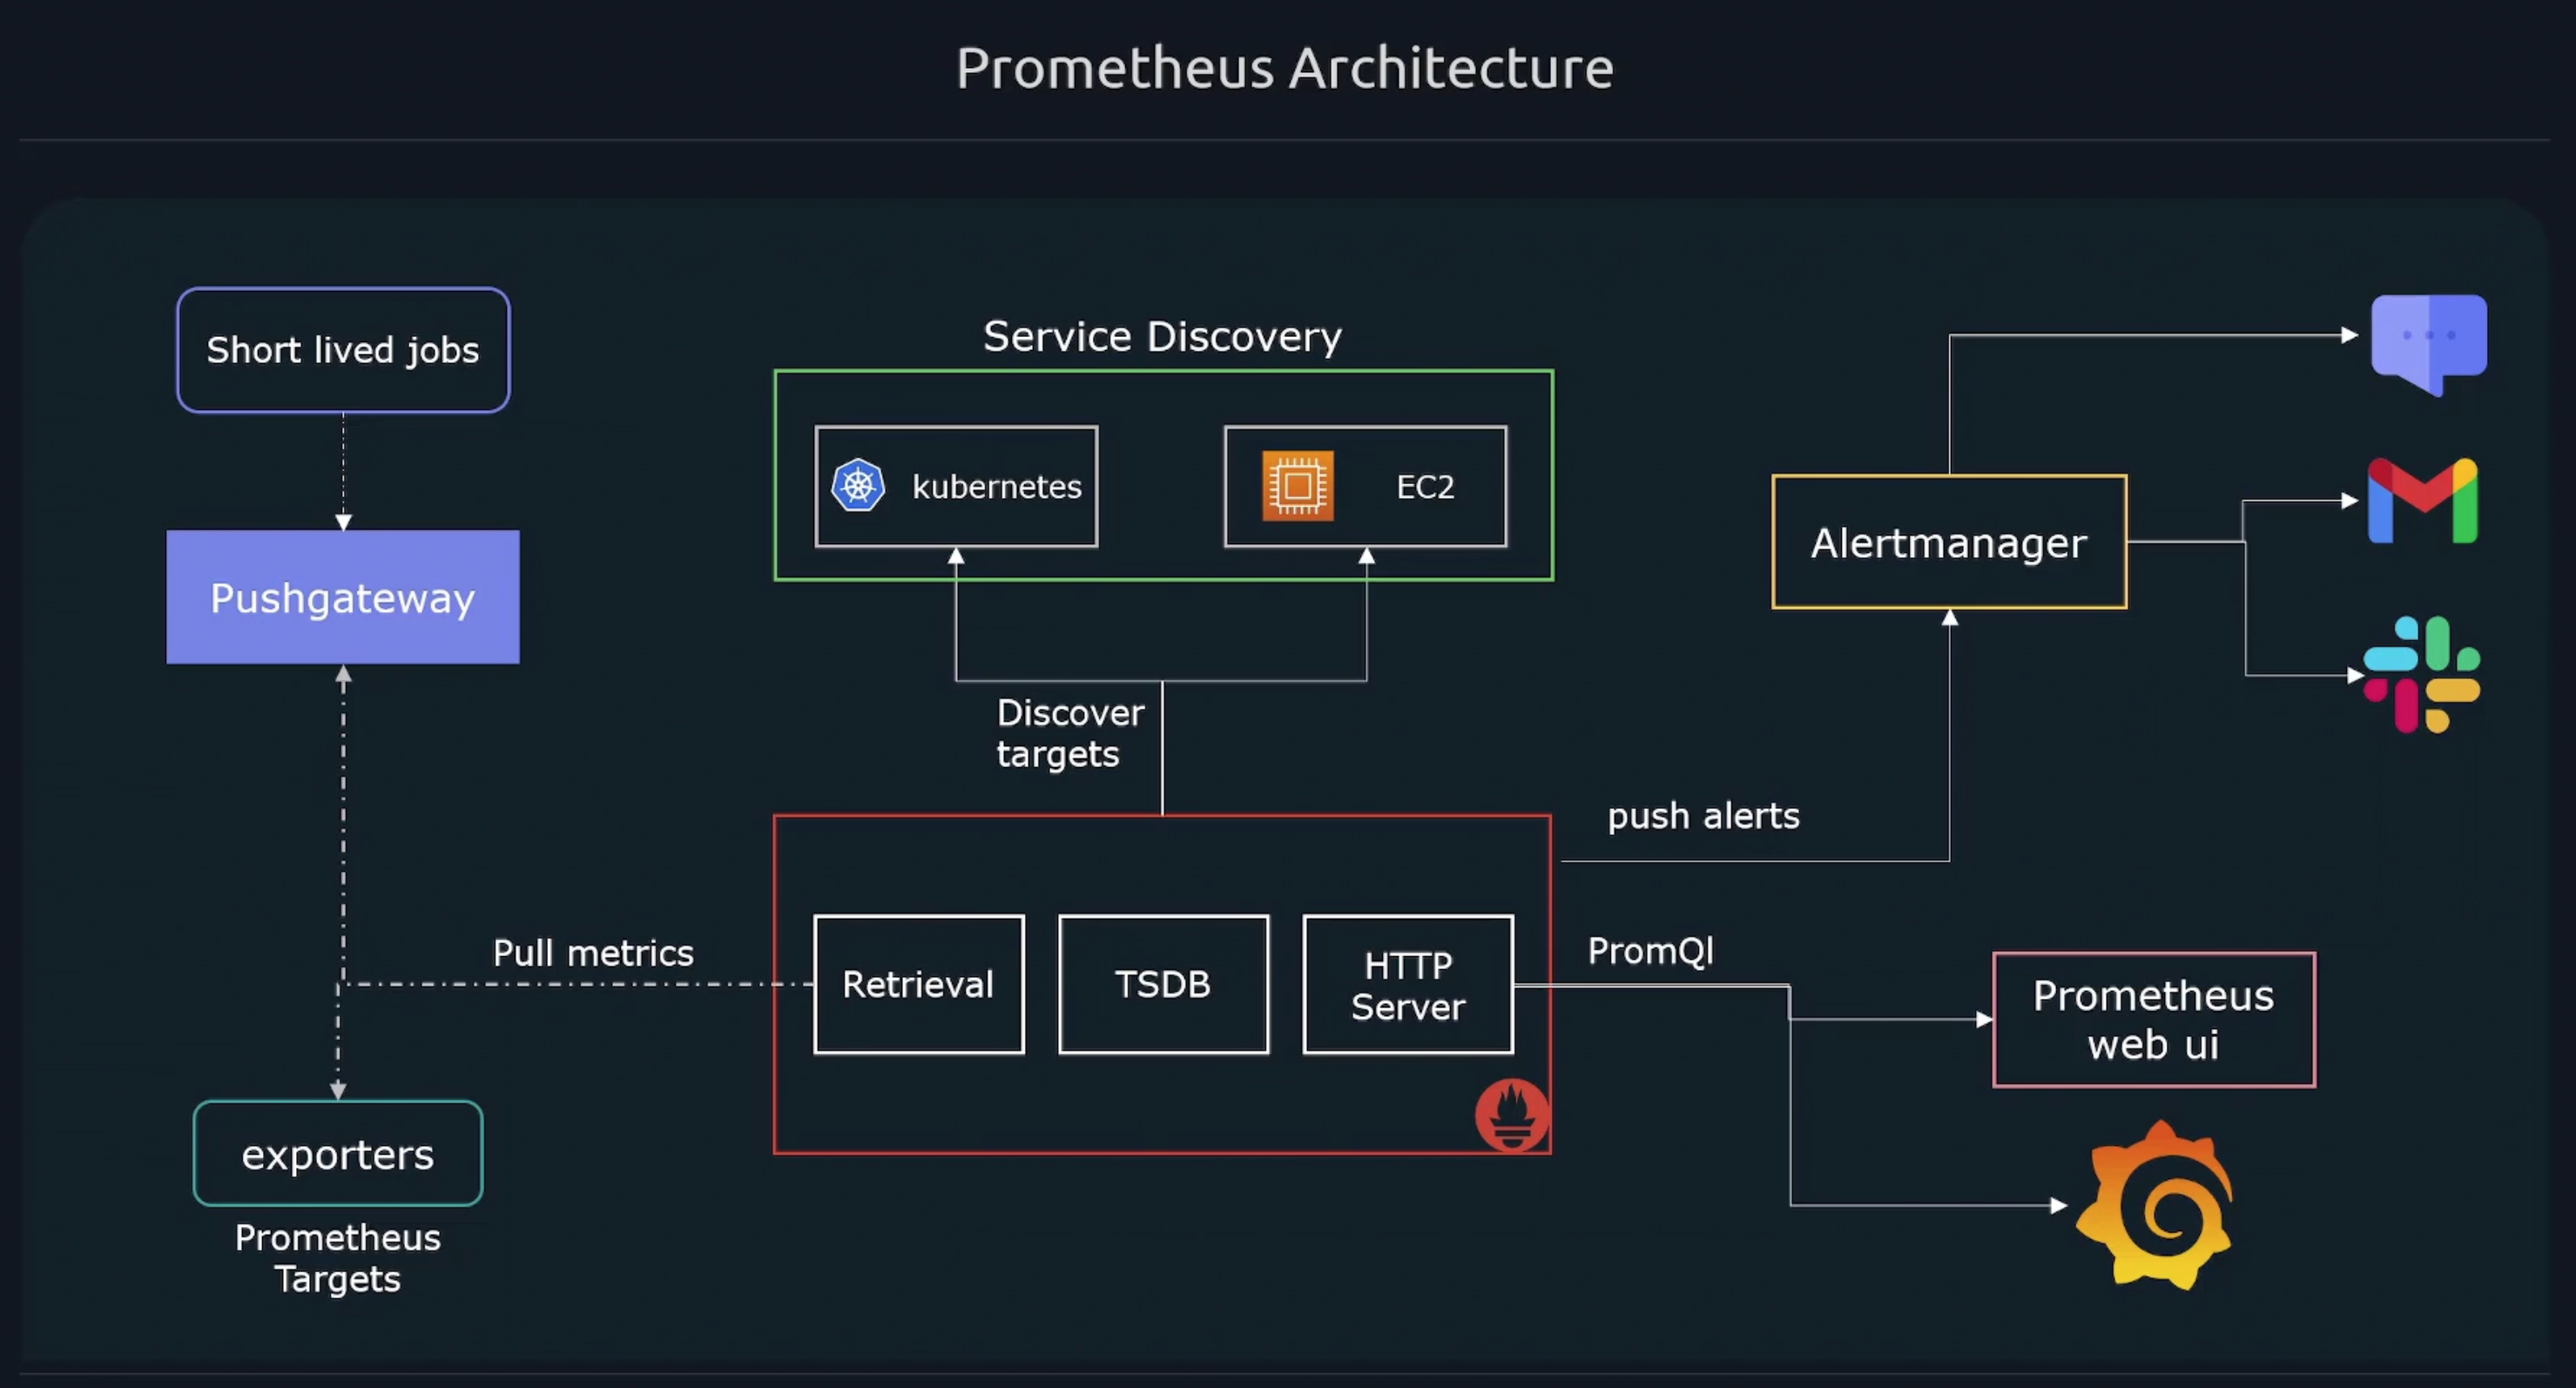 Prometheus Architecture
Short lived jobs
Pushgateway
Service Discovery
kubernetes
EC2
Discover
targets
Alertmanager
push alerts
Pull metrics
Retrieval
TSDB
HTTP
Server
PromQl
Prometheus
web ui
exporters
Prometheus
Targets